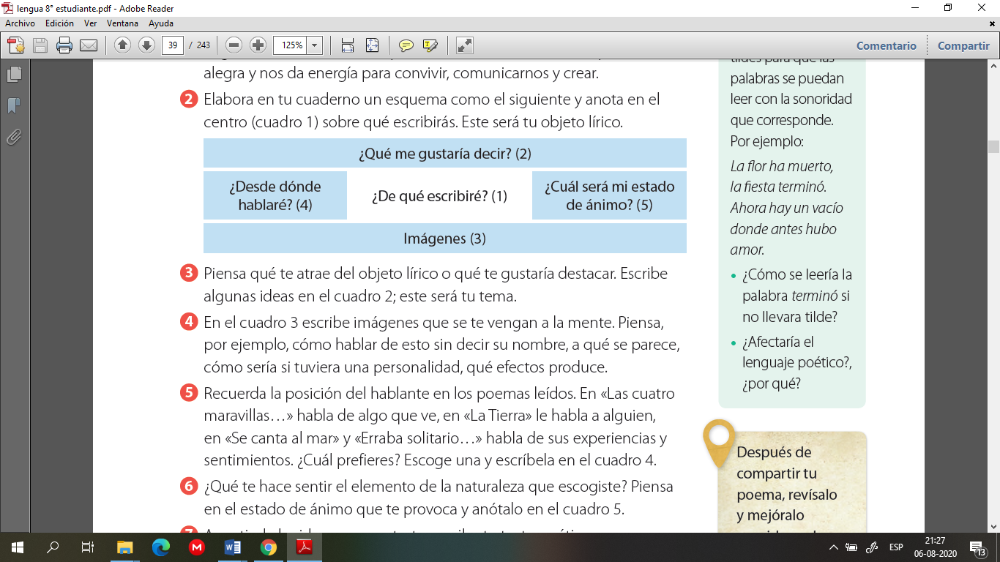 lengua 8° estudiante.pdf - Adobe Reader
Archivo Edición Ver Ventana Ayuda
39 / 243 125% Comentario Compartir
alegra y nos da energía para convivir, comunicarnos y crear.
2 Elabora en tu cuaderno un esquema como el siguiente y anota en el
centro (cuadro 1) sobre qué escribirás. Este será tu objeto lírico.
¿Qué me gustaría decir? (2)
¿Desde dónde
hablaré? (4)
¿De qué escribiré? (1)
¿Cuál será mi estado
de ánimo? (5)
Imágenes (3)
3 Piensa qué te atrae del objeto lírico o qué te gustaría destacar. Escribe
algunas ideas en el cuadro 2; este será tu tema.
4 En el cuadro 3 escribe imágenes que se te vengan a la mente. Piensa,
por ejemplo, cómo hablar de esto sin decir su nombre, a qué se parece,
cómo sería si tuviera una personalidad, qué efectos produce.
5 Recuerda la posición del hablante en los poemas leídos. En «Las cuatro
maravillas…» habla de algo que ve, en «La Tierra» le habla a alguien,
en «Se canta al mar» y «Erraba solitario…» habla de sus experiencias y
sentimientos. ¿Cuál prefieres? Escoge una y escríbela en el cuadro 4.
6 ¿Qué te hace sentir el elemento de la naturaleza que escogiste? Piensa
en el estado de ánimo que te provoca y anótalo en el cuadro 5.
tildes para que las
palabras se puedan
leer con la sonoridad
que corresponde.
Por ejemplo:
La flor ha muerto,
la fiesta terminó.
Ahora hay un vacío
donde antes hubo
amor.
• ¿Cómo se leería la
palabra terminó si
no llevara tilde?
• ¿Afectaría el
lenguaje poético?,
¿por qué?
Después de
compartir tu
poema, revísalo
y mejóralo
ESP
21:27
06-08-2020
13